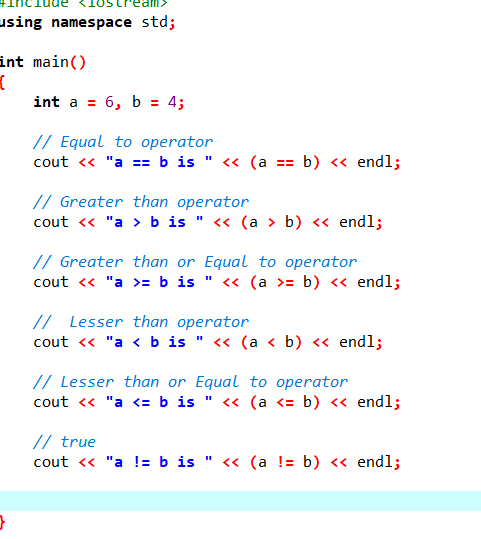 #include <iostream>
using namespace std;
int main()
{
int a = 6, b = 4;
// Equal to operator
cout << "a == b is " << (a == b) << endl;
// Greater than operator
cout << "a > b is " << (a > b) << endl;
// Greater than or Equal to operator
cout << "a >= b is " << (a >= b) << endl;
//  Lesser than operator
cout << "a < b is " << (a < b) << endl;
// Lesser than or Equal to operator
cout << "a <= b is " << (a <= b) << endl;
// true
cout << "a != b is " << (a != b) << endl;
}